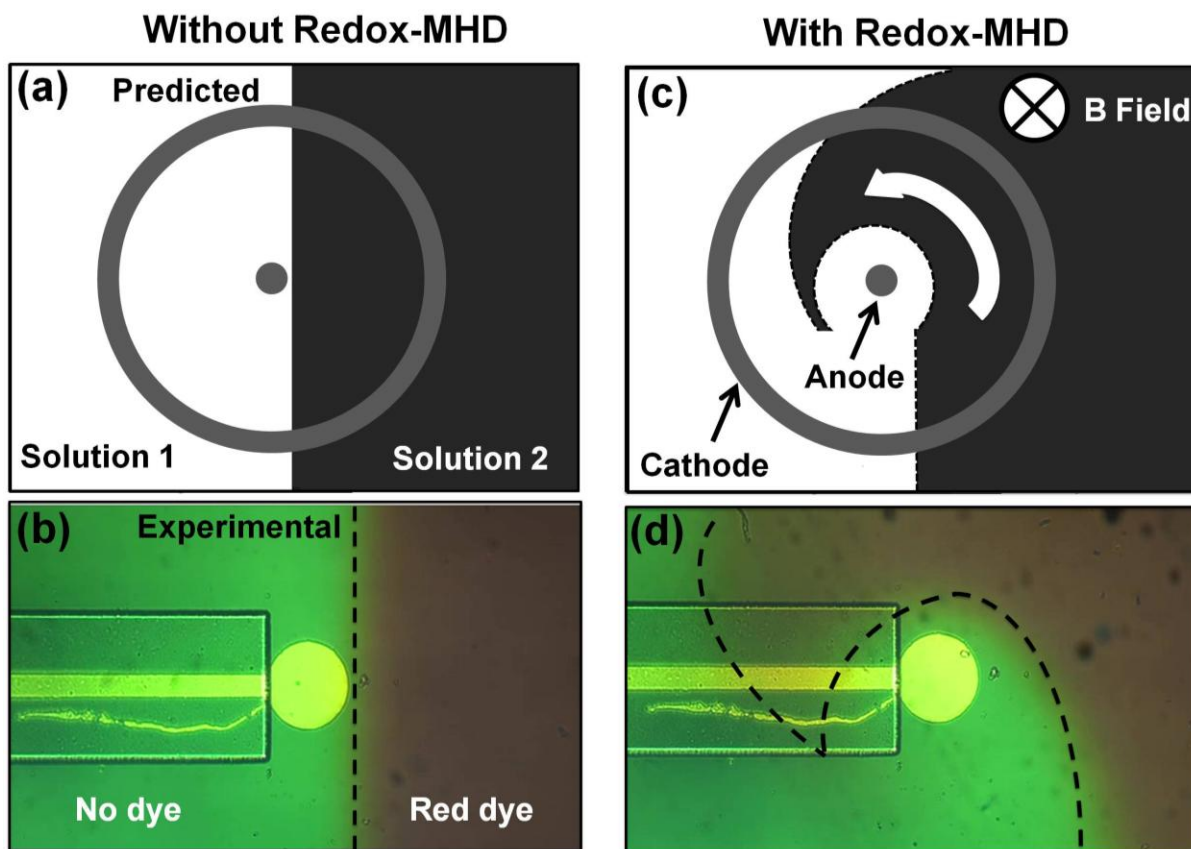 Without Redox-MHD
With Redox-MHD
(a)
Predicted
Solution 1
Solution 2
(c)
B Field
Anode
Cathode
(b)
Experimental
No dye
Red dye
(d)